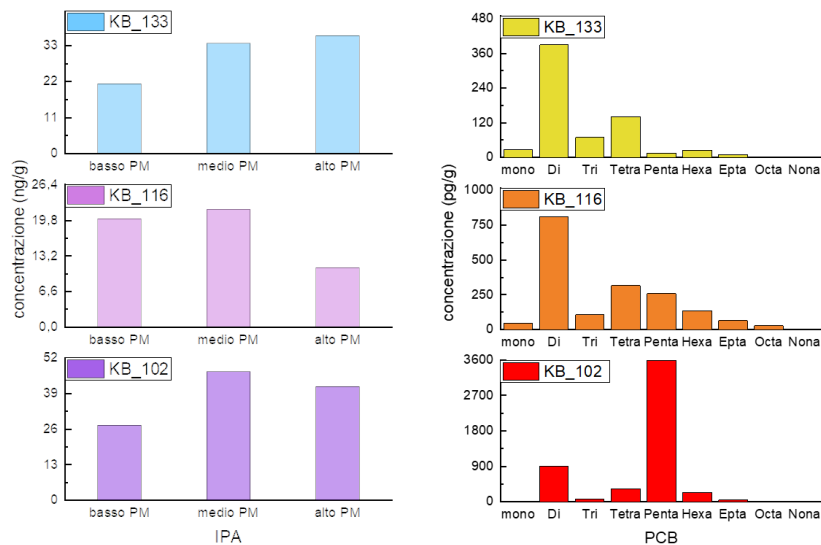 KB_133
33
22
11
0
basso PM medio PM alto PM
KB_116
26,4
19,8
13,2
6,6
0,0
basso PM medio PM alto PM
KB_102
52
39
26
13
0
basso PM medio PM alto PM
concentrazione (ng/g)
IPA
KB_133
480
360
240
120
0
mono Di Tri Tetra Penta Hexa Epta Octa Nona
KB_116
1000
750
500
250
0
mono Di Tri Tetra Penta Hexa Epta Octa Nona
KB_102
3600
2700
1800
900
0
mono Di Tri Tetra Penta Hexa Epta Octa Nona
concentrazione (pg/g)
PCB